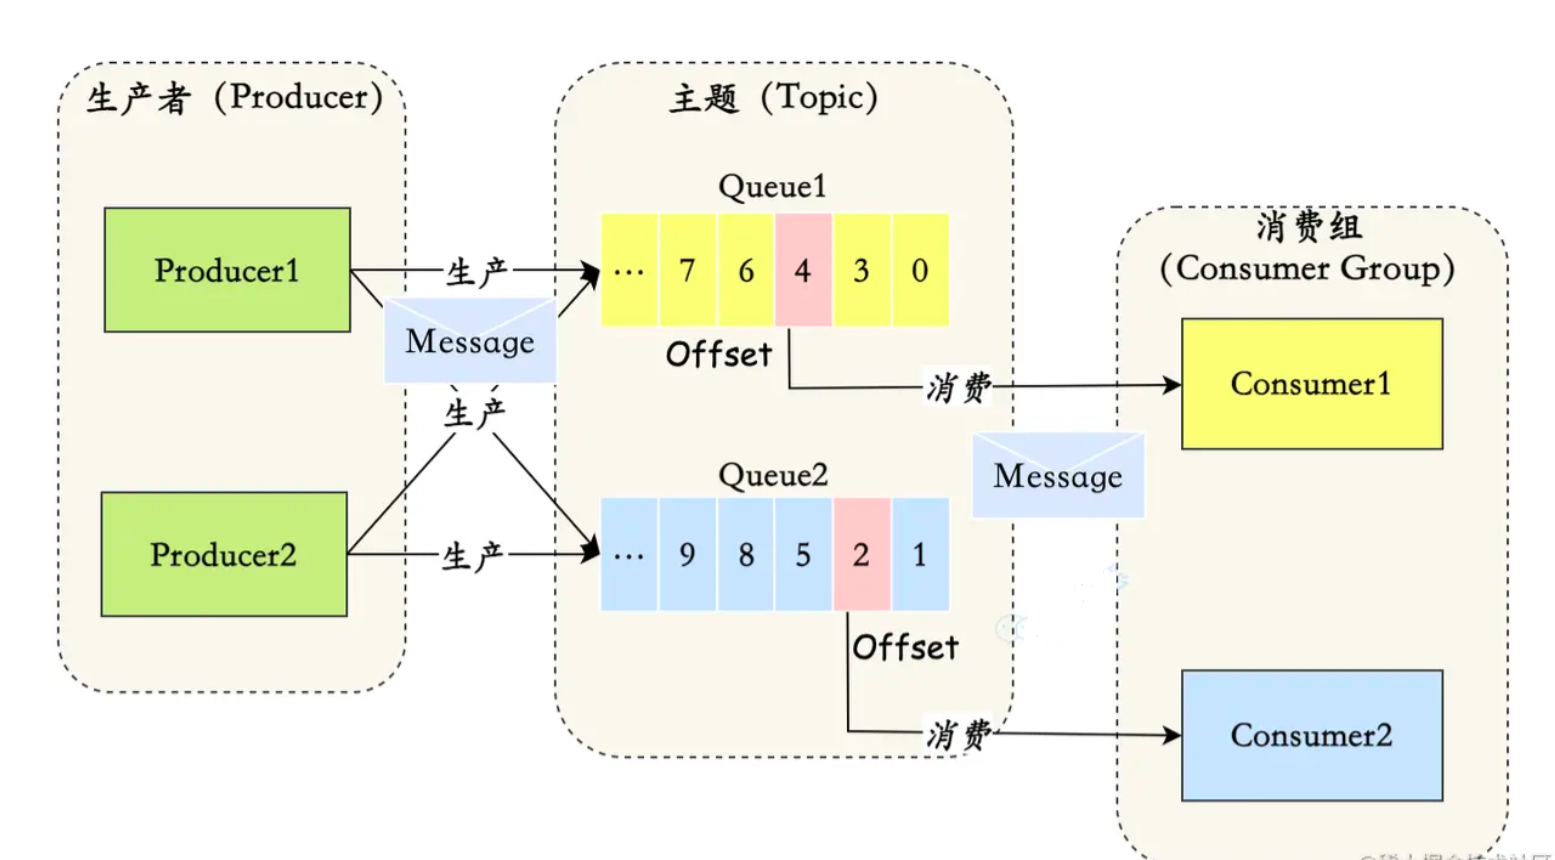 生产者（Producer）
主题（Topic）
Queue1
消费组
（Consumer Group）
Producer1
生产
… 7 6 4 3 0
Message
Offset
消费
Consumer1
生产
Queue2
Message
Producer2
生产
… 9 8 5 2 1
Offset
消费
Consumer2